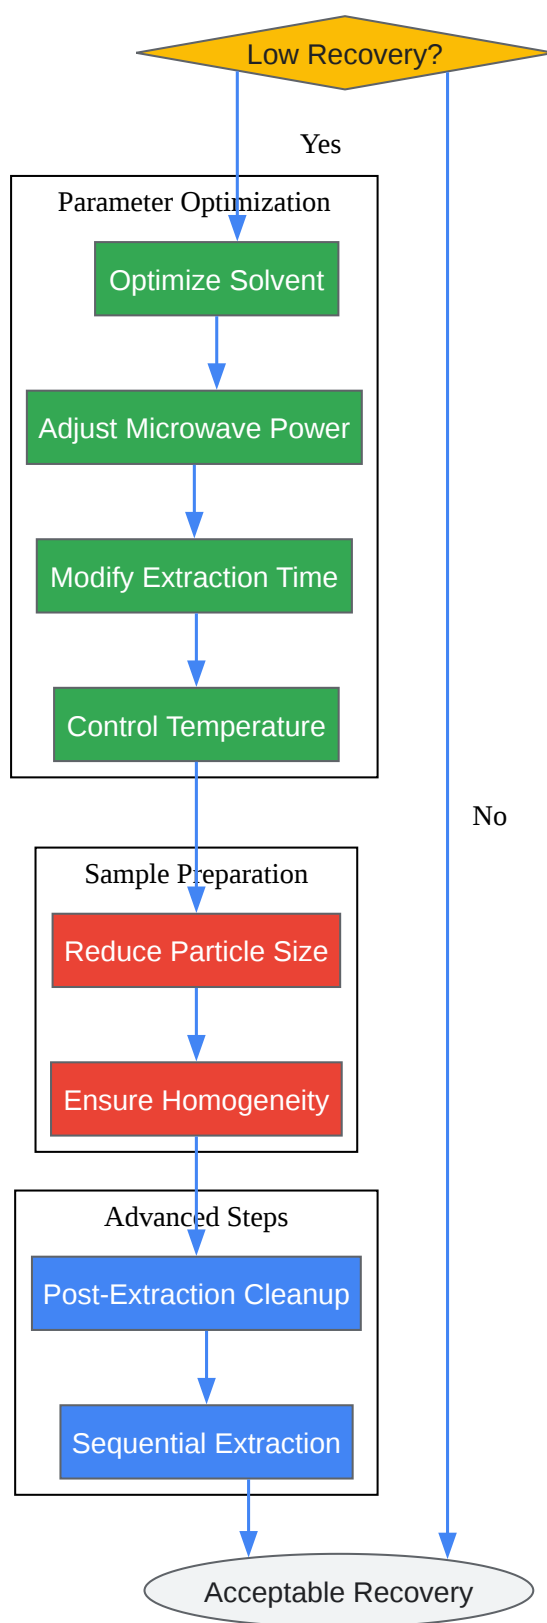 Low Recovery?
Yes
Parameter Optimization
Optimize Solvent
Adjust Microwave Power
Modify Extraction Time
Control Temperature
No
Sample Preparation
Reduce Particle Size
Ensure Homogeneity
Advanced Steps
Post-Extraction Cleanup
Sequential Extraction
Acceptable Recovery